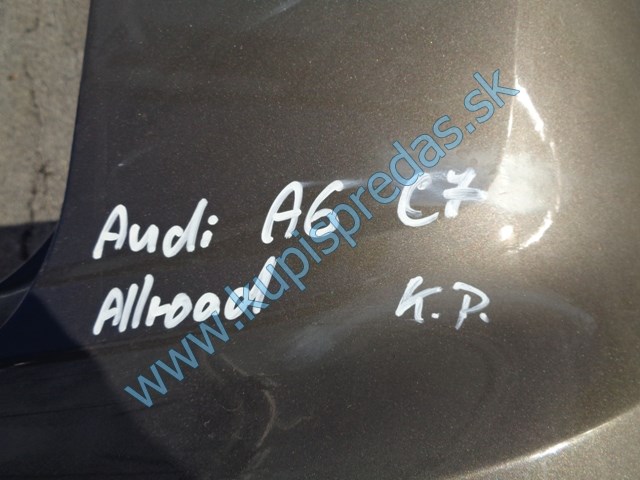 Audi A6 C7
Allroad K.P.
www.kupispredas.sk